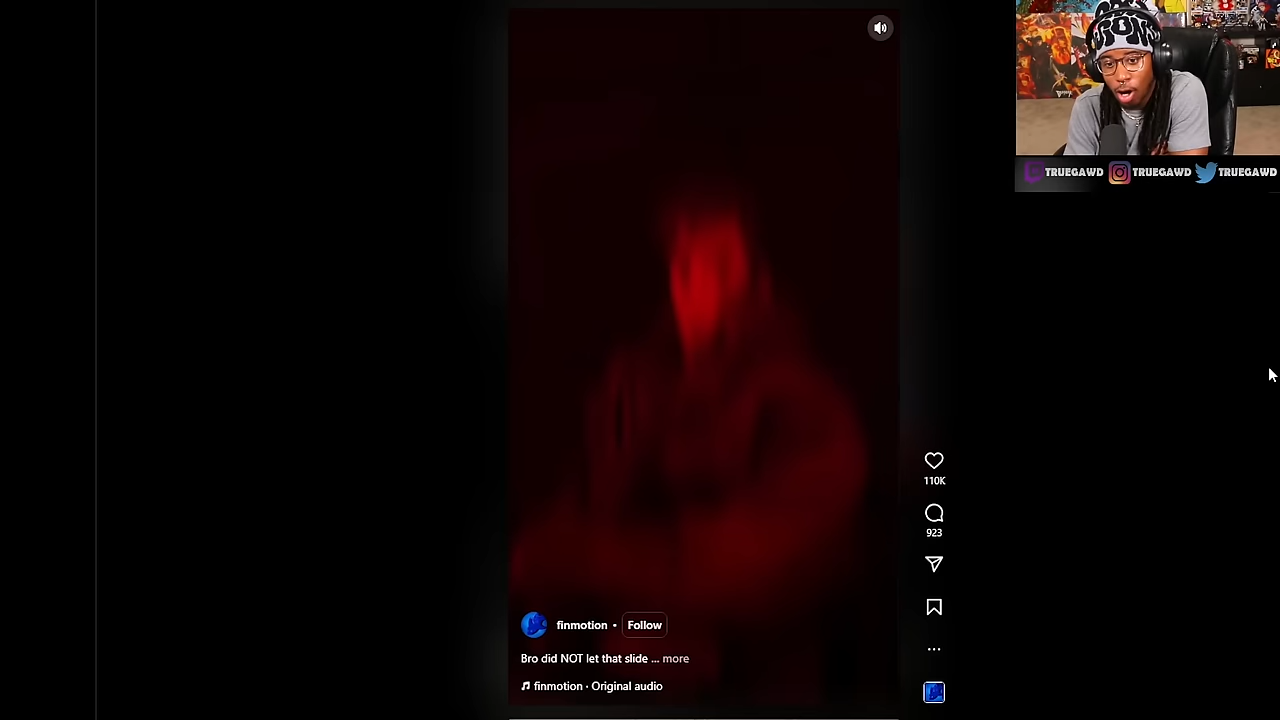 TRUEGAWD TRUEGAWD TRUEGAWD
110K
923
finmotion • Follow
Bro did NOT let that slide ... more
finmotion · Original audio